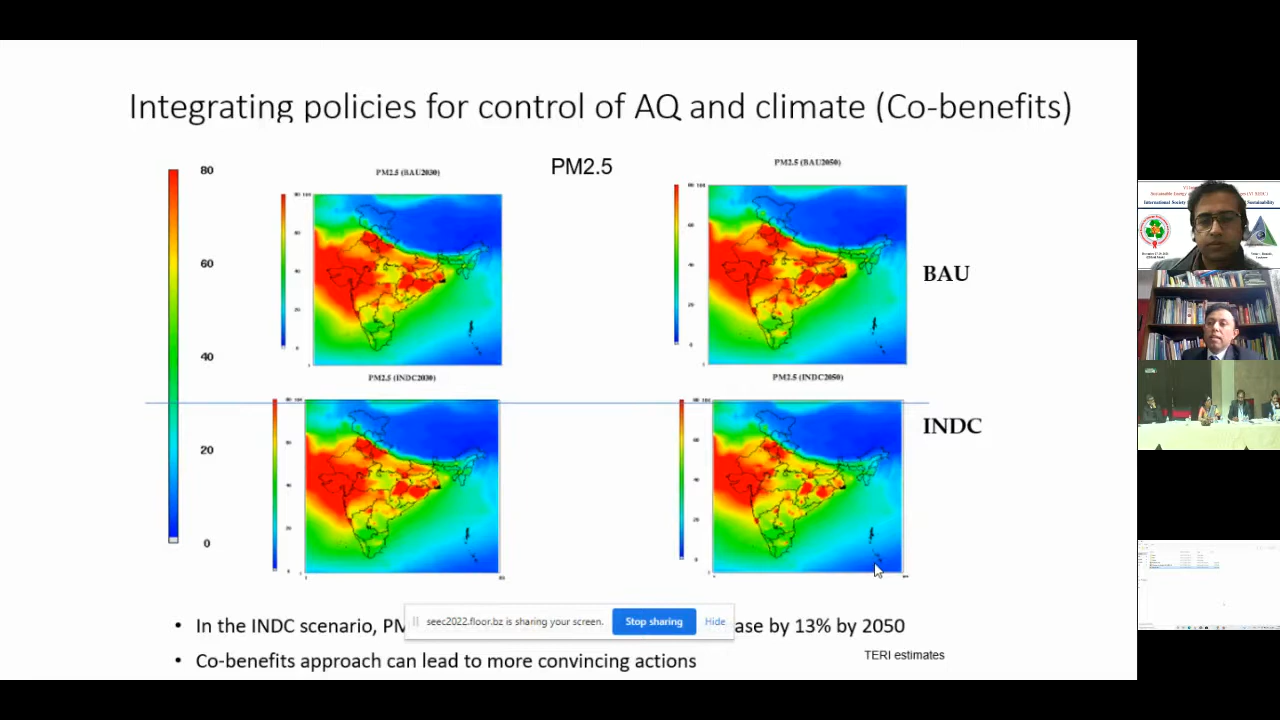 Integrating policies for control of AQ and climate (Co-benefits)
PM2.5
80
60
40
20
0
PM2.5 (BAU2030)
PM2.5 (BAU2050)
BAU
PM2.5 (INDC2030)
PM2.5 (INDC2050)
INDC
• In the INDC scenario, PM
seec2022.floor.bz is sharing your screen.
Stop sharing
Hide
ase by 13% by 2050
• Co-benefits approach can lead to more convincing actions
TERI estimates
International Society
Sustainability